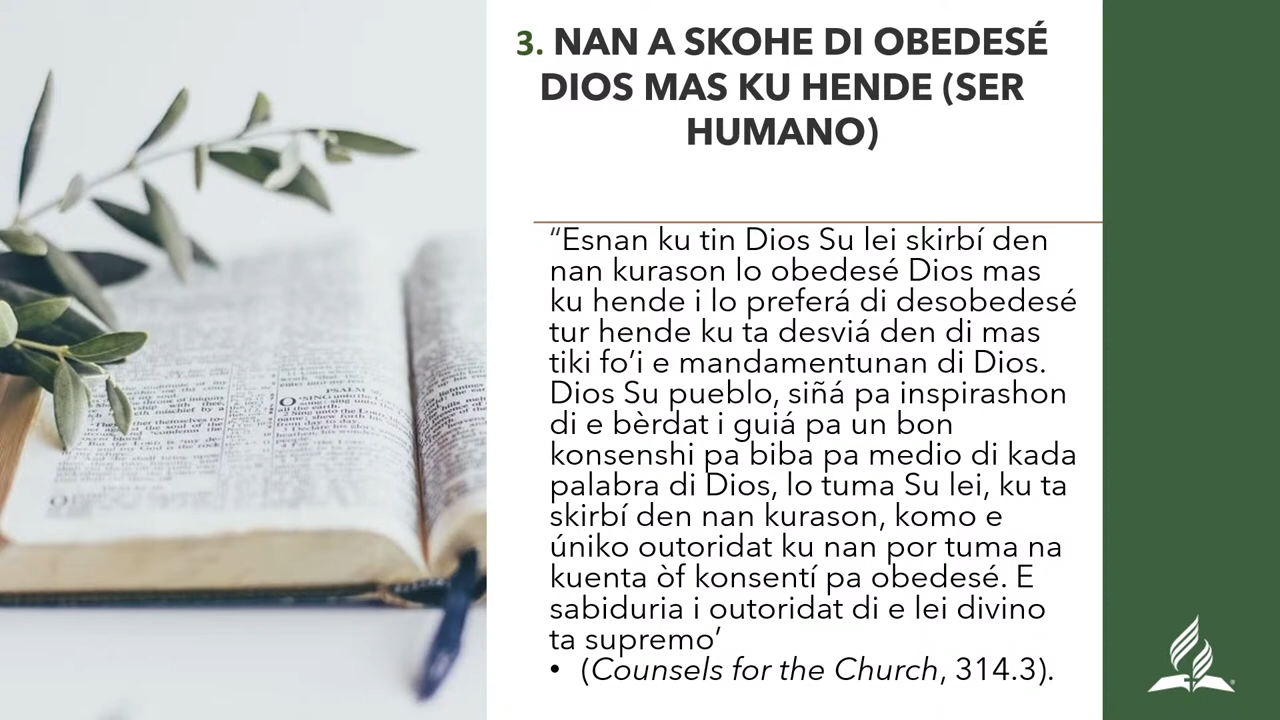 3. NAN A SKOHE DI OBEDESÉ
DIOS MAS KU HENDE (SER
HUMANO)
“Esnan ku tin Dios Su lei skirbí den
nan kurason lo obedesé Dios mas
ku hende i lo preferá di desobedesé
tur hende ku ta desviá den di mas
tiki fo’i e mandamentunan di Dios.
Dios Su pueblo, siñá pa inspirashon
di e bèrdat i guiá pa un bon
konsenshi pa biba pa medio di kada
palabra di Dios, lo tuma Su lei, ku ta
skirbí den nan kurason, komo e
úniko outoridat ku nan por tuma na
kuenta òf konsentí pa obedesé. E
sabiduria i outoridat di e lei divino
ta supremo’
• (Counsels for the Church, 314.3).